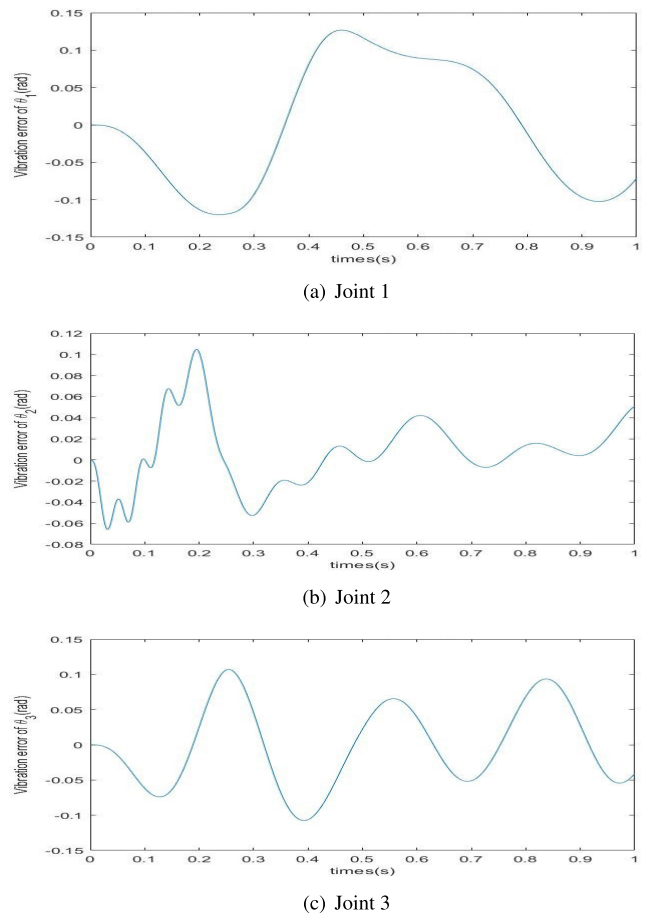 0.15
0.1
0.05
0
-0.05
-0.1
-0.15
Vibration error of θ1(rad)
0 0.1 0.2 0.3 0.4 0.5 0.6 0.7 0.8 0.9 1
times(s)
(a) Joint 1
0.12
0.1
0.08
0.06
0.04
0.02
0
-0.02
-0.04
-0.06
-0.08
Vibration error of θ2(rad)
0 0.1 0.2 0.3 0.4 0.5 0.6 0.7 0.8 0.9 1
times(s)
(b) Joint 2
0.15
0.1
0.05
0
-0.05
-0.1
-0.15
Vibration error of θ3(rad)
0 0.1 0.2 0.3 0.4 0.5 0.6 0.7 0.8 0.9 1
times(s)
(c) Joint 3